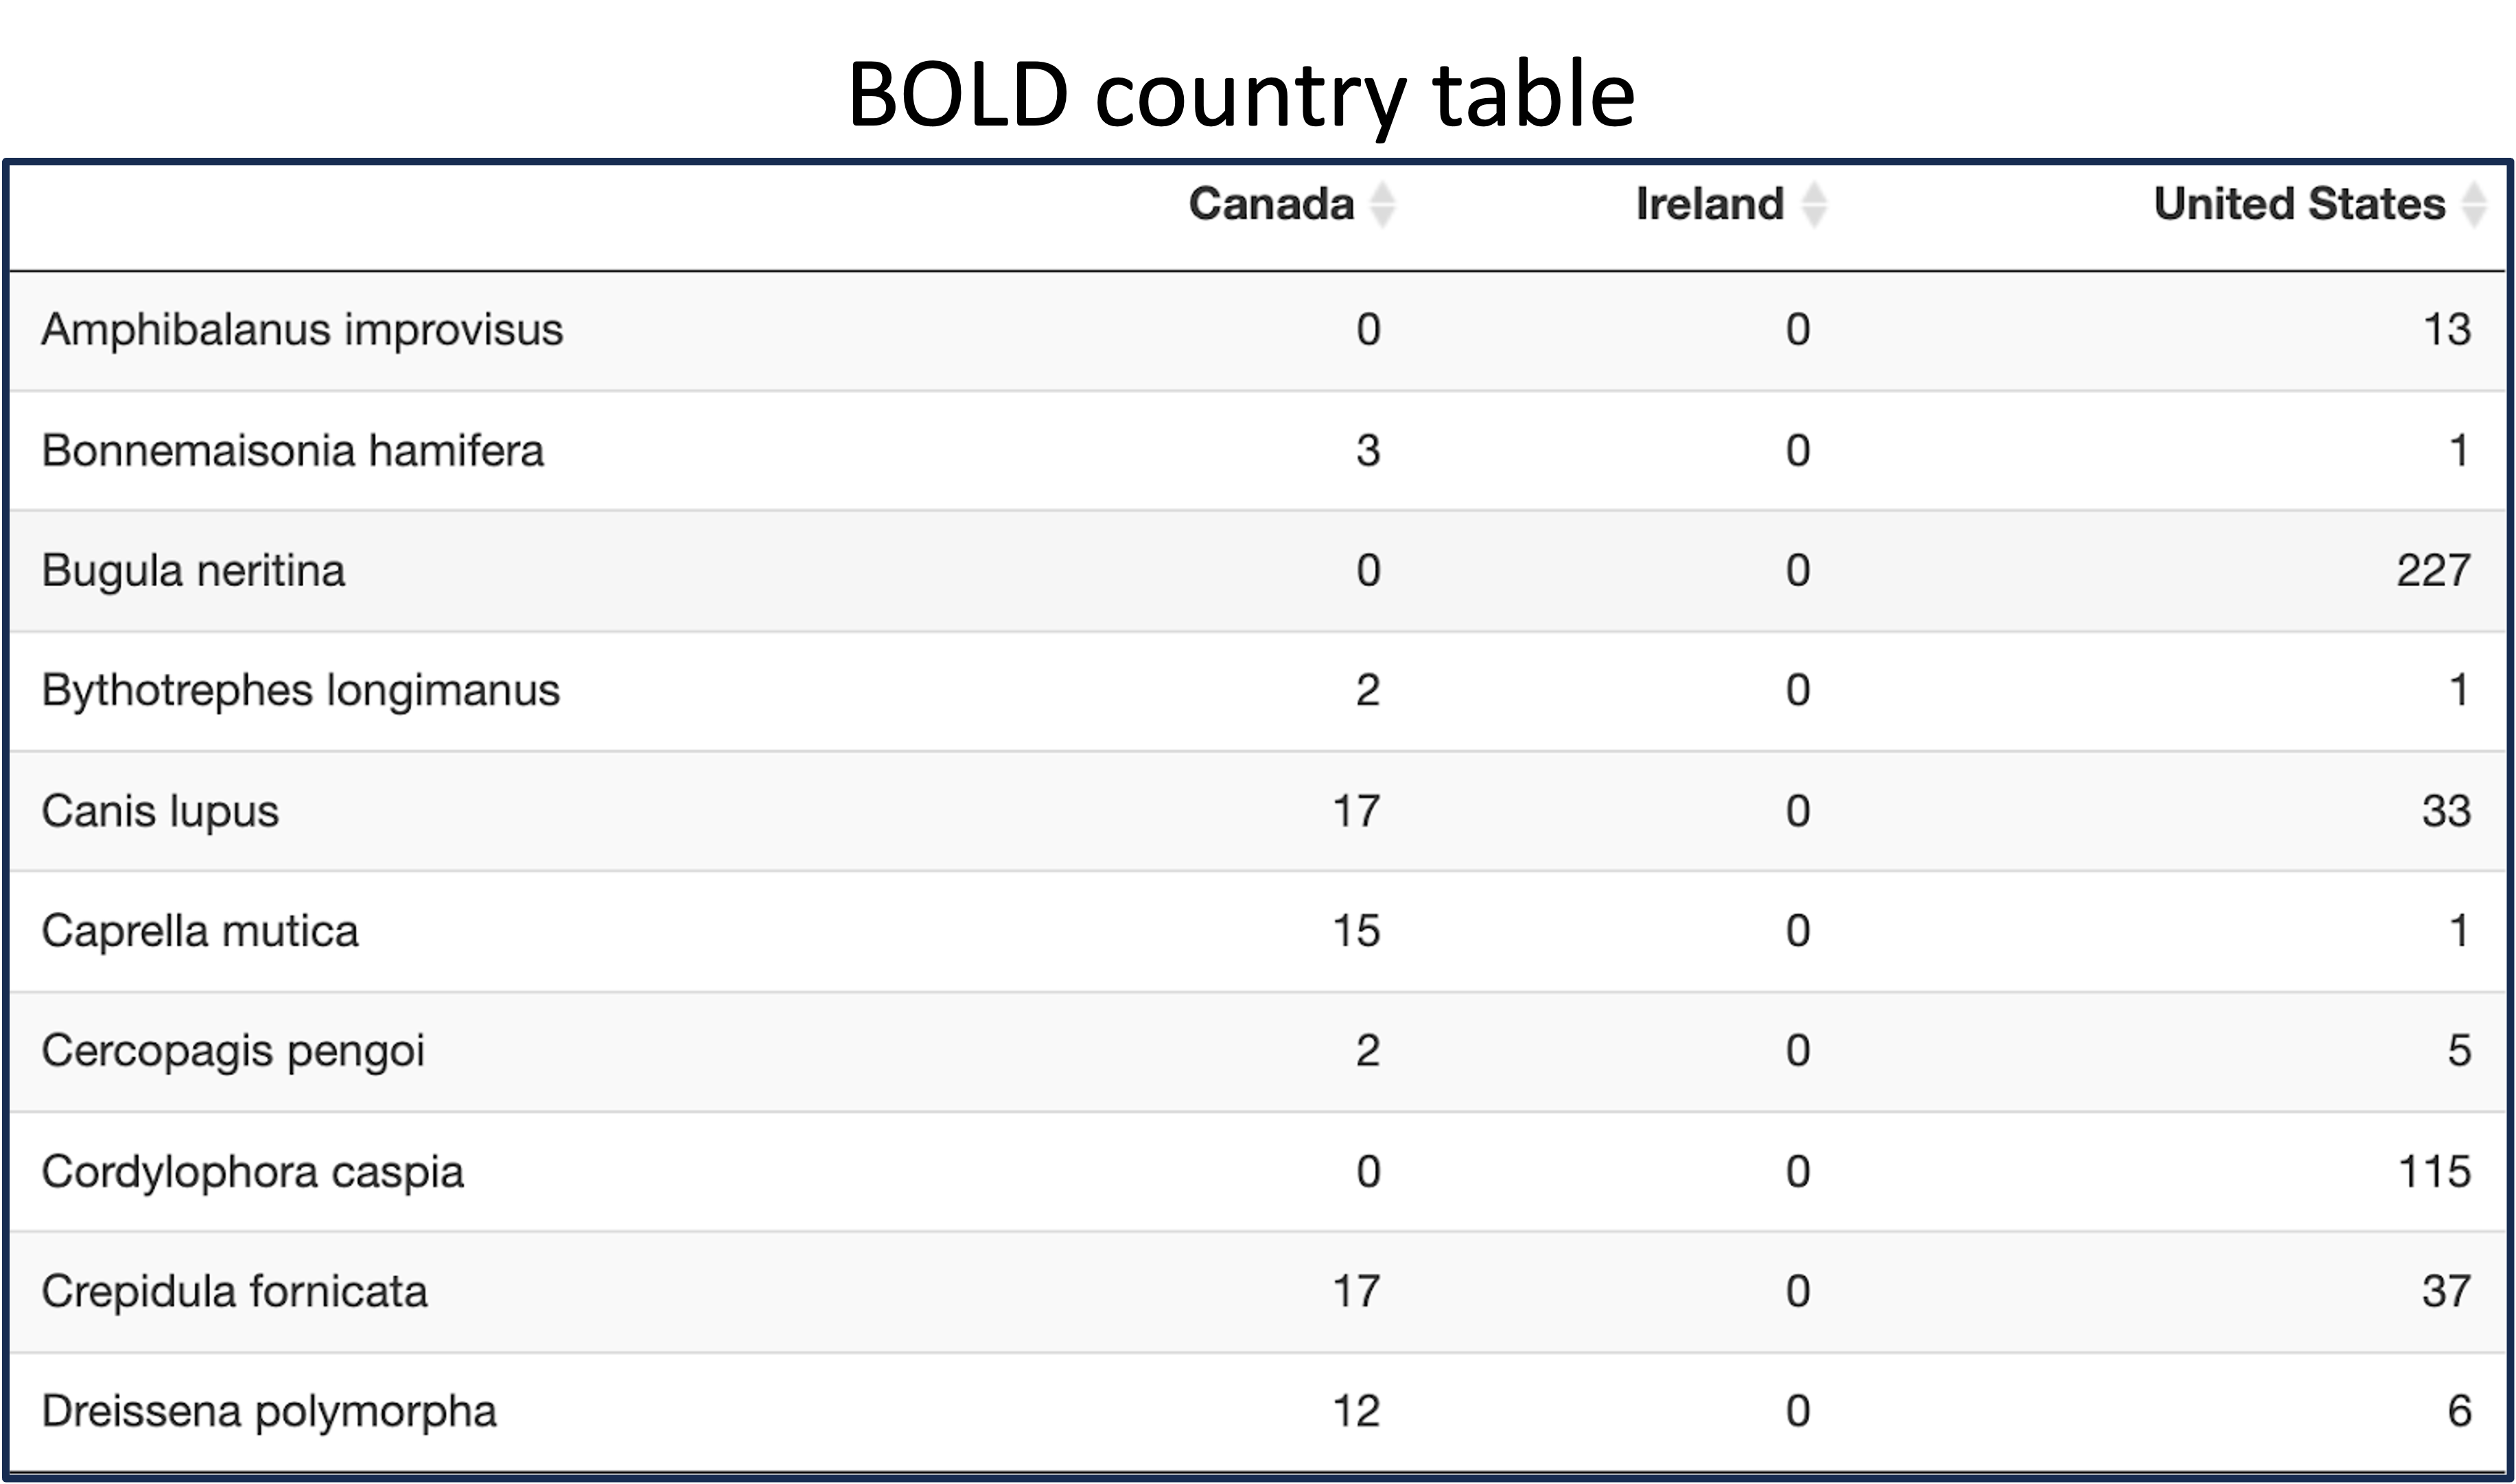 BOLD country table
Canada Ireland United States
Amphibalanus improvisus 0 0 13
Bonnemaisonia hamifera 3 0 1
Bugula neritina 0 0 227
Bythotrephes longimanus 2 0 1
Canis lupus 17 0 33
Caprella mutica 15 0 1
Cercopagis pengoi 2 0 5
Cordylophora caspia 0 0 115
Crepidula fornicata 17 0 37
Dreissena polymorpha 12 0 6